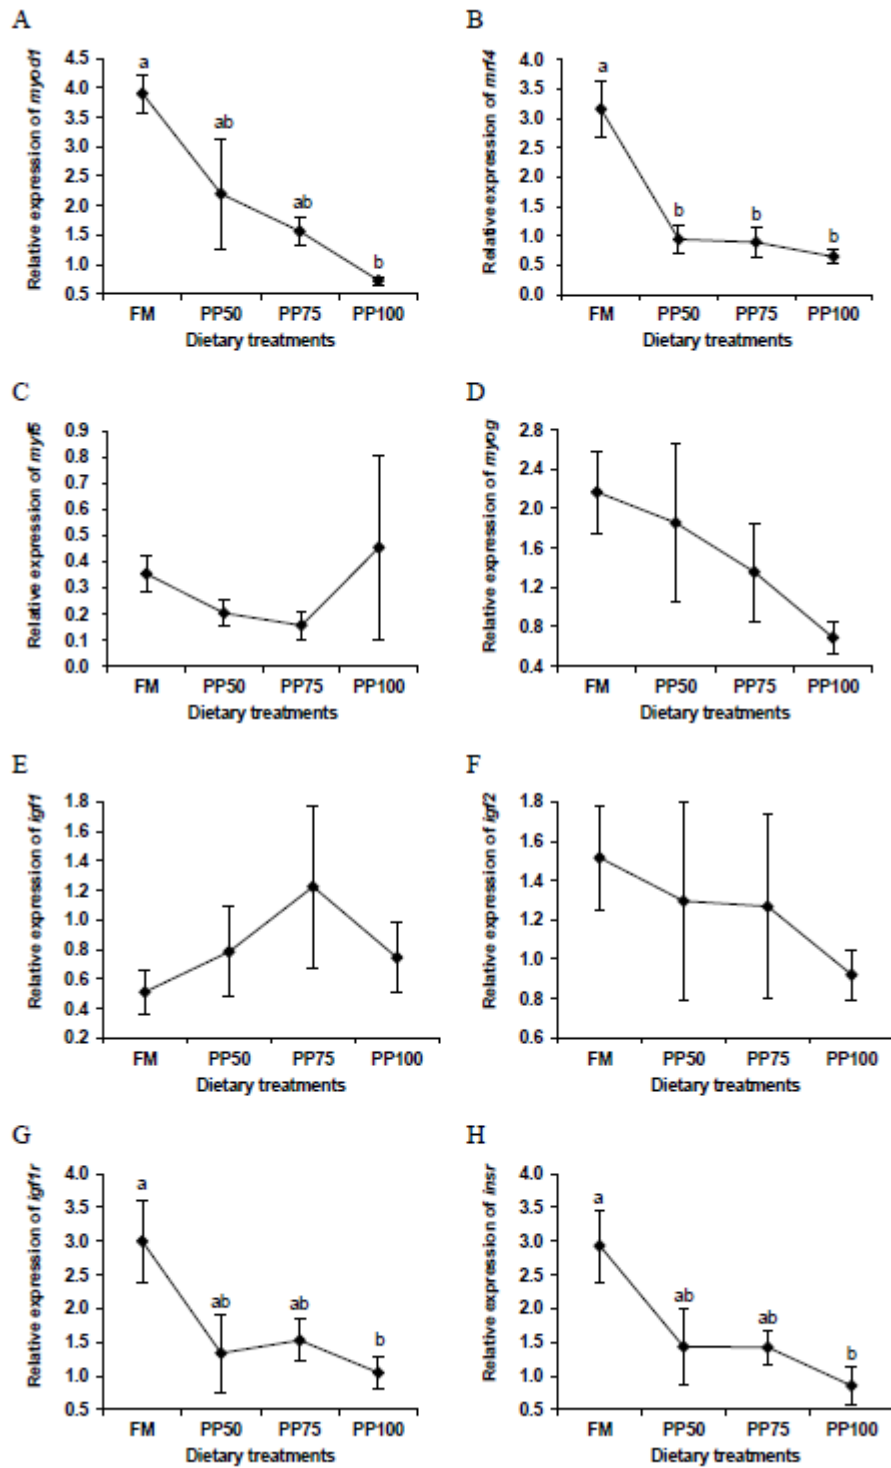 A
Relative expression of myod1
4.5
4.0
3.5
3.0
2.5
2.0
1.5
1.0
0.5
a
ab
ab
b
FM PP50 PP75 PP100
Dietary treatments
B
Relative expression of mrf4
4.0
3.5
3.0
2.5
2.0
1.5
1.0
0.5
0.0
a
b
b
b
FM PP50 PP75 PP100
Dietary treatments
C
Relative expression of myf5
0.9
0.8
0.7
0.6
0.5
0.4
0.3
0.2
0.1
0.0
FM PP50 PP75 PP100
Dietary treatments
D
Relative expression of myog
2.8
2.4
2.0
1.6
1.2
0.8
0.4
FM PP50 PP75 PP100
Dietary treatments
E
Relative expression of igf1
1.8
1.6
1.4
1.2
1.0
0.8
0.6
0.4
0.2
FM PP50 PP75 PP100
Dietary treatments
F
Relative expression of igf2
1.8
1.6
1.4
1.2
1.0
0.8
0.6
FM PP50 PP75 PP100
Dietary treatments
G
Relative expression of igf1r
4.0
3.5
3.0
2.5
2.0
1.5
1.0
0.5
a
ab
ab
b
FM PP50 PP75 PP100
Dietary treatments
H
Relative expression of insr
4.0
3.5
3.0
2.5
2.0
1.5
1.0
0.5
a
ab
ab
b
FM PP50 PP75 PP100
Dietary treatments